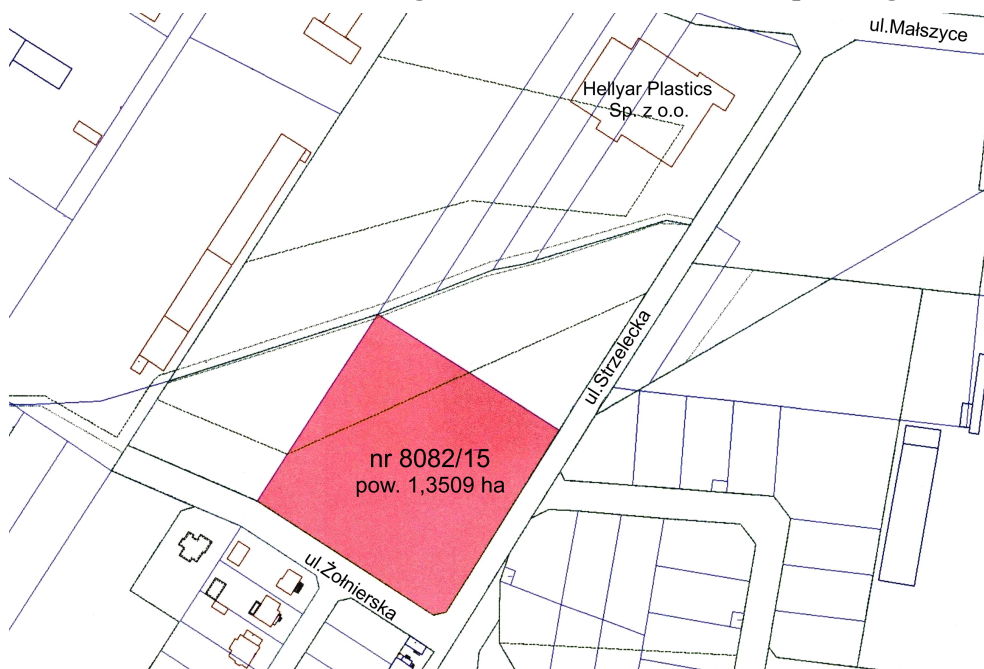 ul.Małszyce
Hellyar Plastics
Sp. z o.o.
ul.Strzelecka
nr 8082/15
pow. 1,3509 ha
ul.Żołnierska